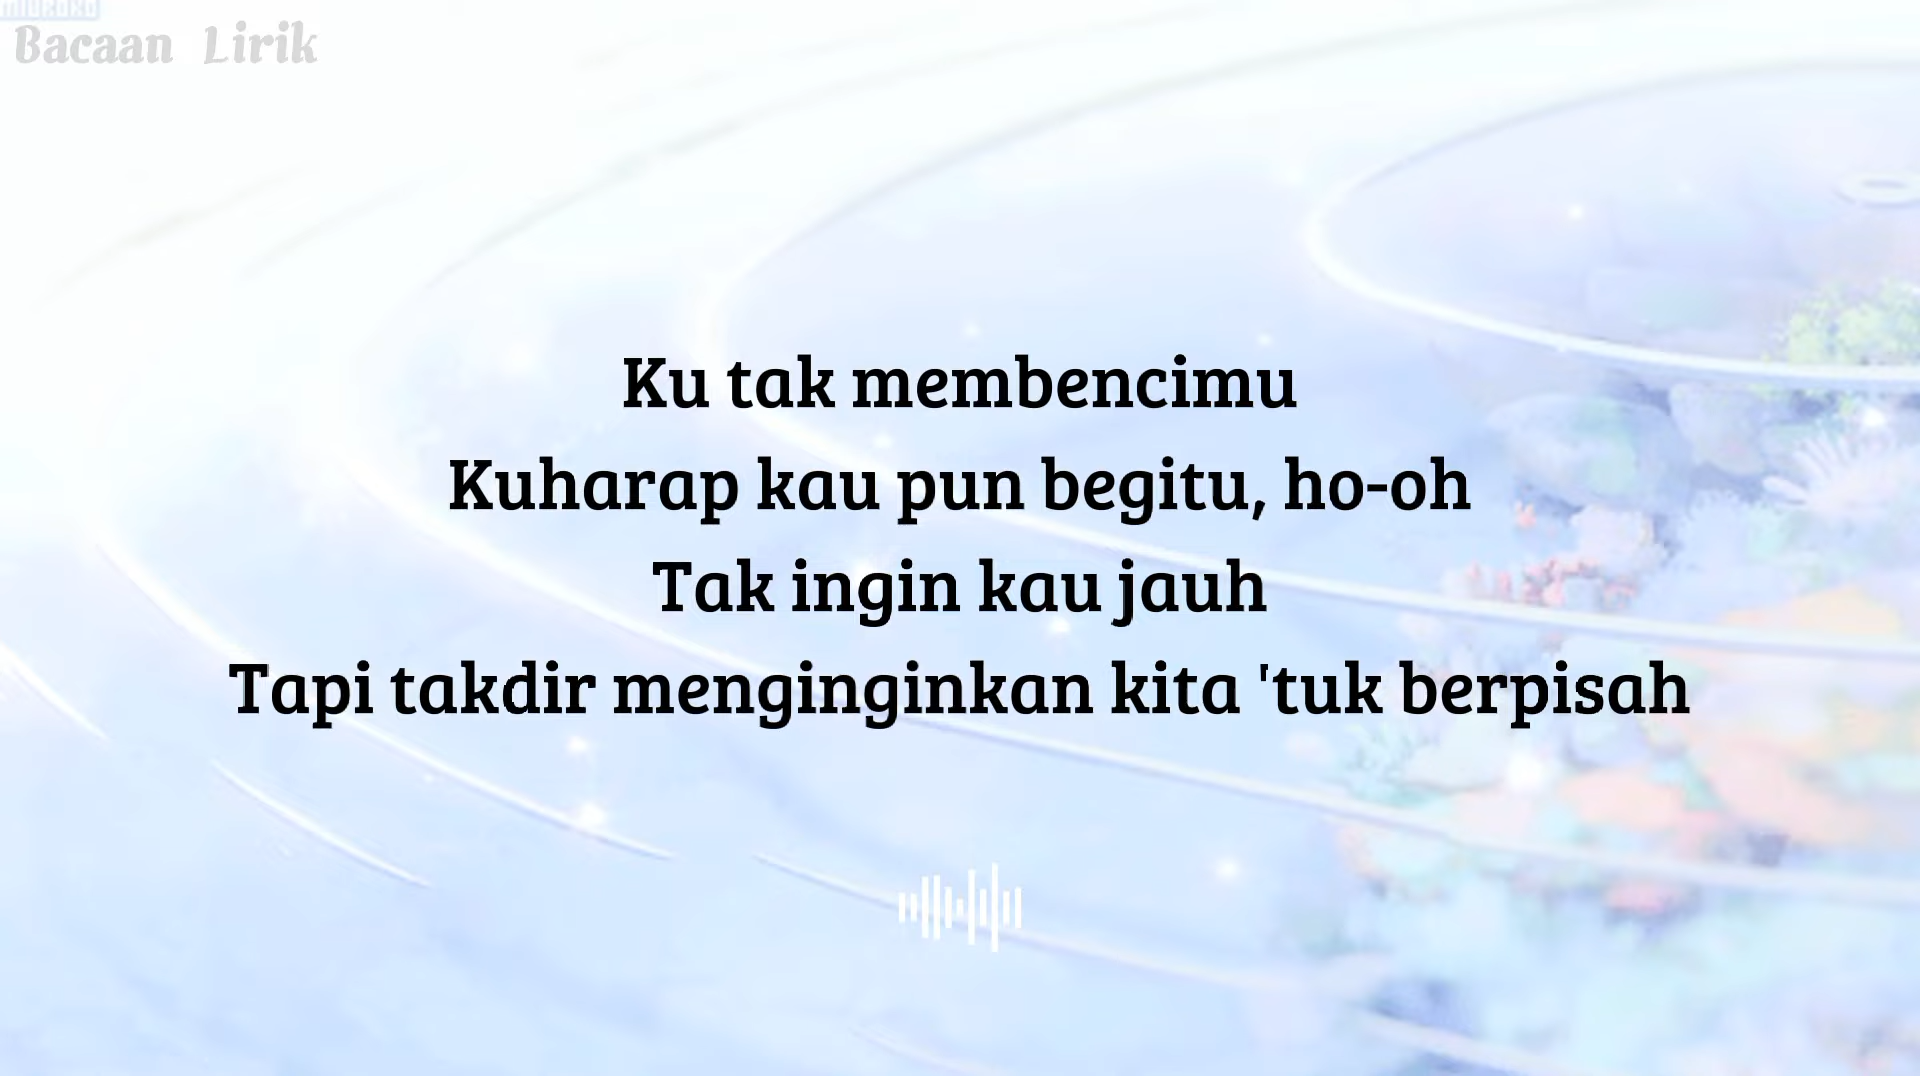 Bacaan Lirik
Ku tak membencimu
Kuharap kau pun begitu, ho-oh
Tak ingin kau jauh
Tapi takdir menginginkan kita 'tuk berpisah